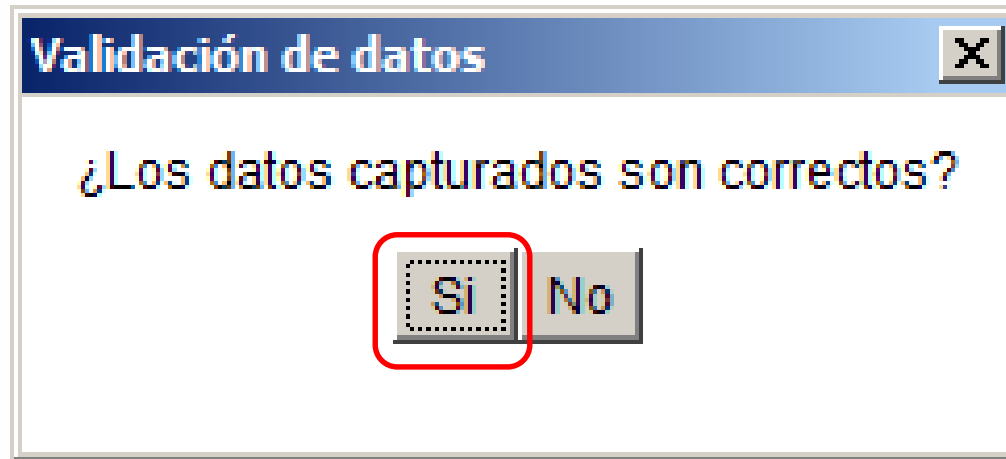 Validación de datos
¿Los datos capturados son correctos?
Si No